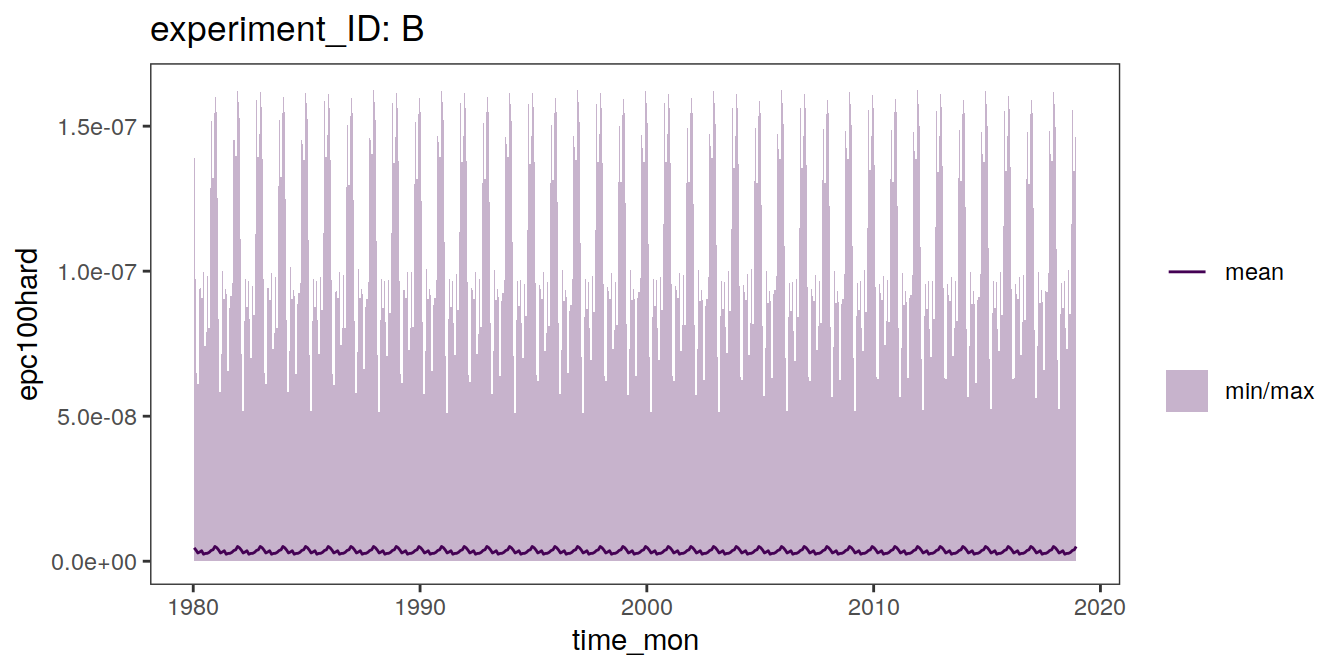 experiment_ID: B
1.5e-07
1.0e-07
5.0e-08
0.0e+00
epc100hard
1980
1990
2000
2010
2020
time_mon
mean
min/max